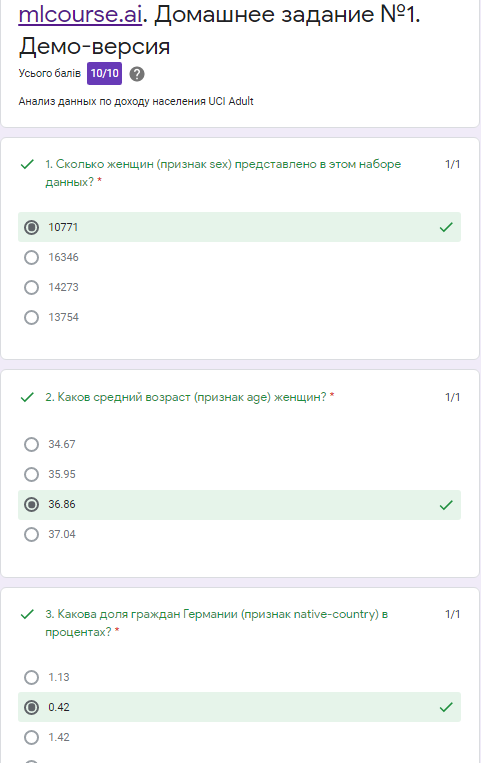 mlcourse.ai. Домашнее задание №1.
Демо-версия
Усього балів 10/10 ?
Анализ данных по доходу населения UCI Adult
1. Сколько женщин (признак sex) представлено в этом наборе 1/1
данных? *
10771
16346
14273
13754
2. Каков средний возраст (признак age) женщин? * 1/1
34.67
35.95
36.86
37.04
3. Какова доля граждан Германии (признак native-country) в 1/1
процентах? *
1.13
0.42
1.42